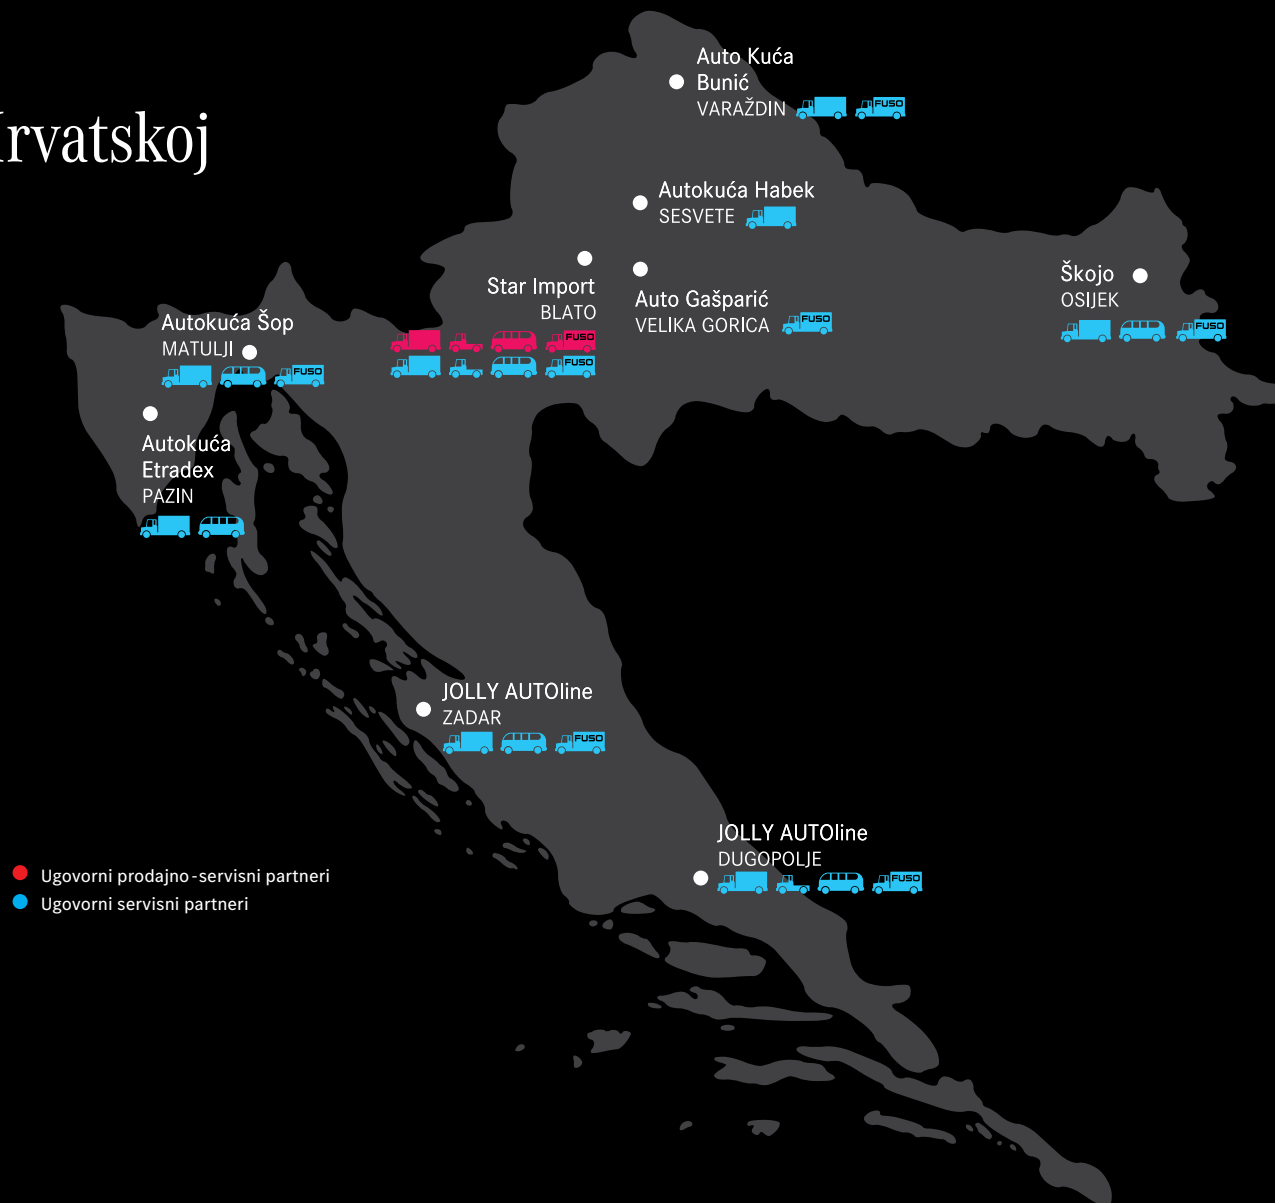 Hrvatskoj
Auto Kuća
Bunić
VARAŽDIN FUSO
Autokuća Habek
SESVETE
Star Import
BLATO
FUSO
FUSO
Auto Gašparić
VELIKA GORICA FUSO
Škojo
OSIJEK
FUSO
Autokuća Šop
MATULJI
FUSO
Autokuća
Etradex
PAZIN
JOLLY AUTOline
ZADAR
FUSO
JOLLY AUTOline
DUGOPOLJE
FUSO
Ugovorni prodajno-servisni partneri
Ugovorni servisni partneri